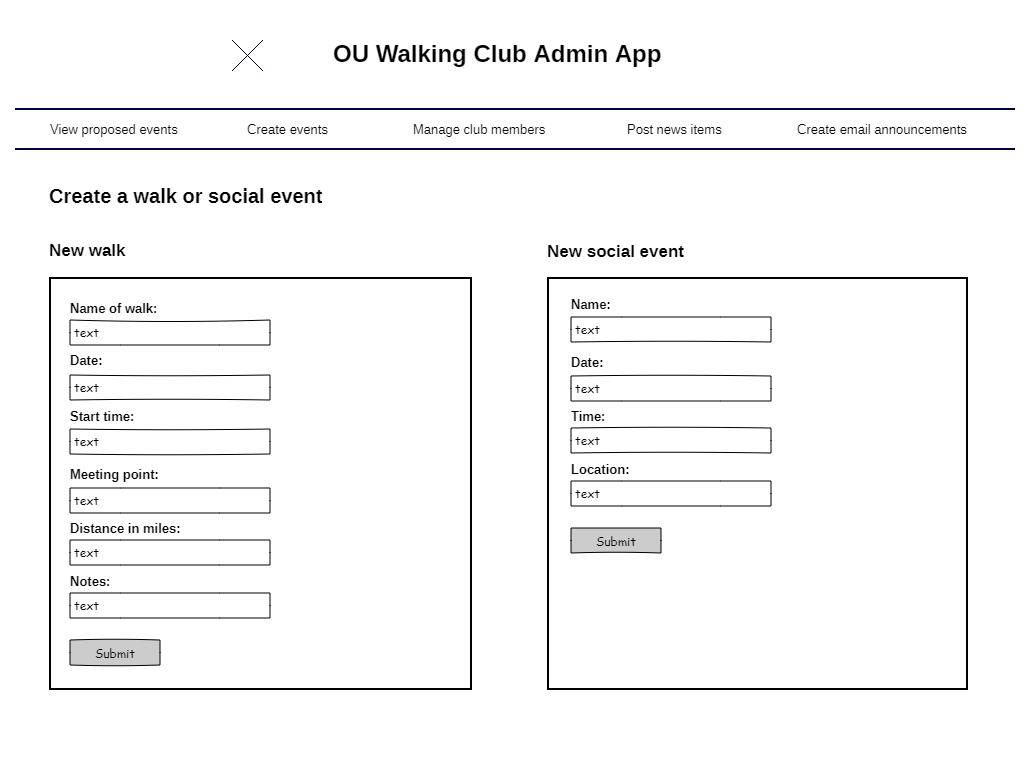 OU Walking Club Admin App
View proposed events Create events Manage club members Post news items Create email announcements
Create a walk or social event
New walk
Name of walk:
text
Date:
text
Start time:
text
Meeting point:
text
Distance in miles:
text
Notes:
text
Submit
New social event
Name:
text
Date:
text
Time:
text
Location:
text
Submit